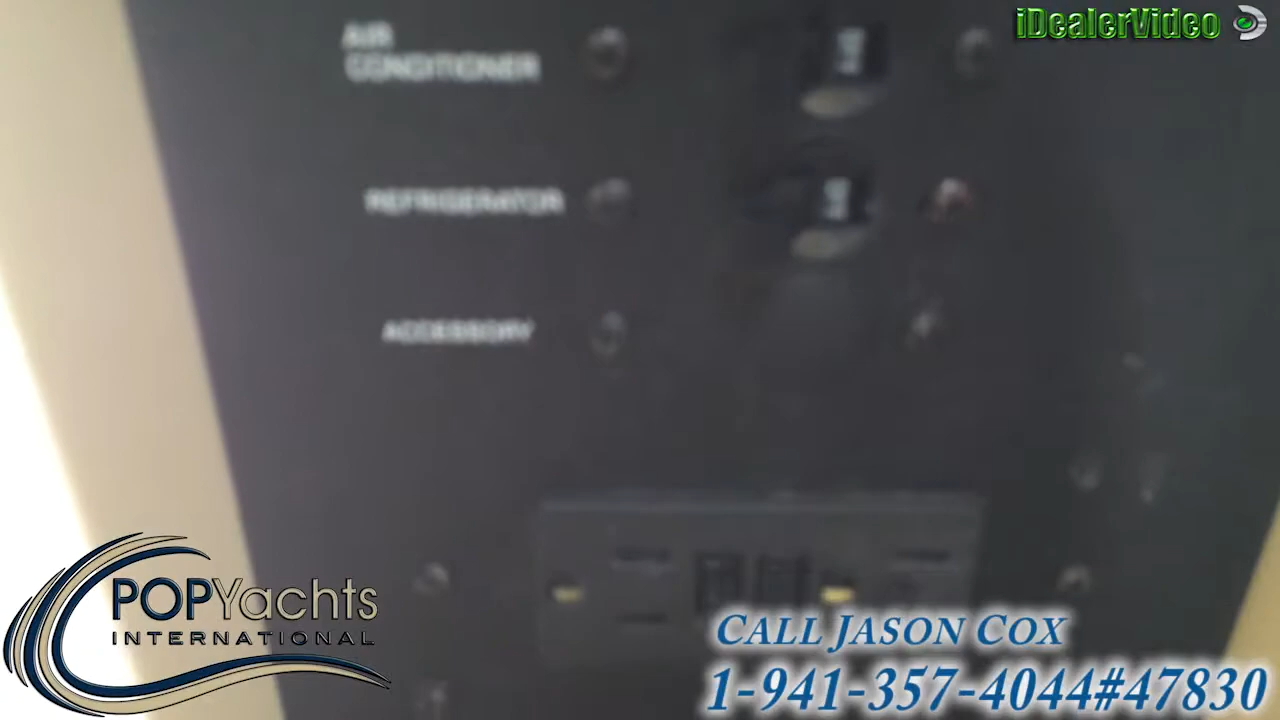 iDealerVideo
AIR
CONDITIONER
REFRIGERATOR
ACCESSORY
POPYachts
INTERNATIONAL
CALL JASON COX
1-941-357-4044#47830